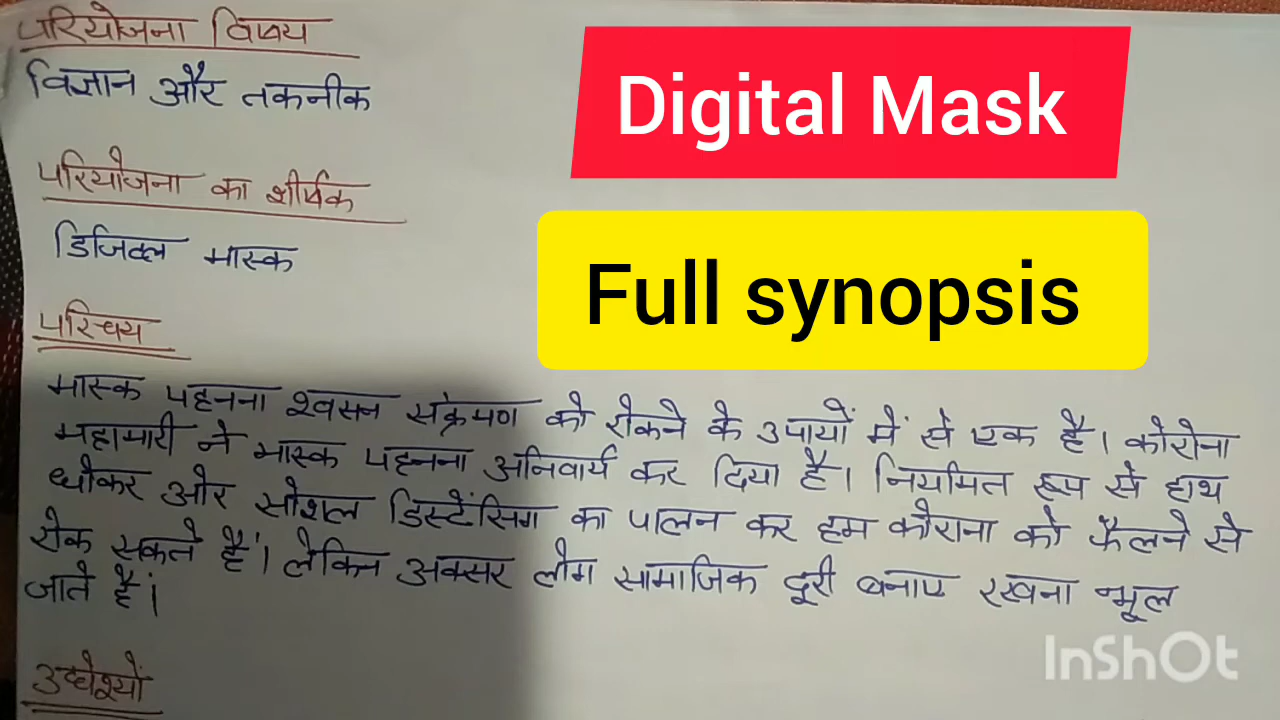 परियोजना विषय
विज्ञान और तकनीक
Digital Mask
परियोजना का शीर्षक
डिजिटल मास्क
Full synopsis
परिचय
मास्क पहनना श्वसन संक्रमण को रोकने के उपायों में से एक है। कोरोना
महामारी ने मास्क पहनना अनिवार्य कर दिया है। नियमित रूप से हाथ
धोकर और सोशल डिस्टेंसिग का पालन कर हम कोराना को फैलने से
रोक सकते हैं। लेकिन अक्सर लोग सामाजिक दूरी बनाए रखना भूल
जाते हैं।
उद्देश्यों
InShOt